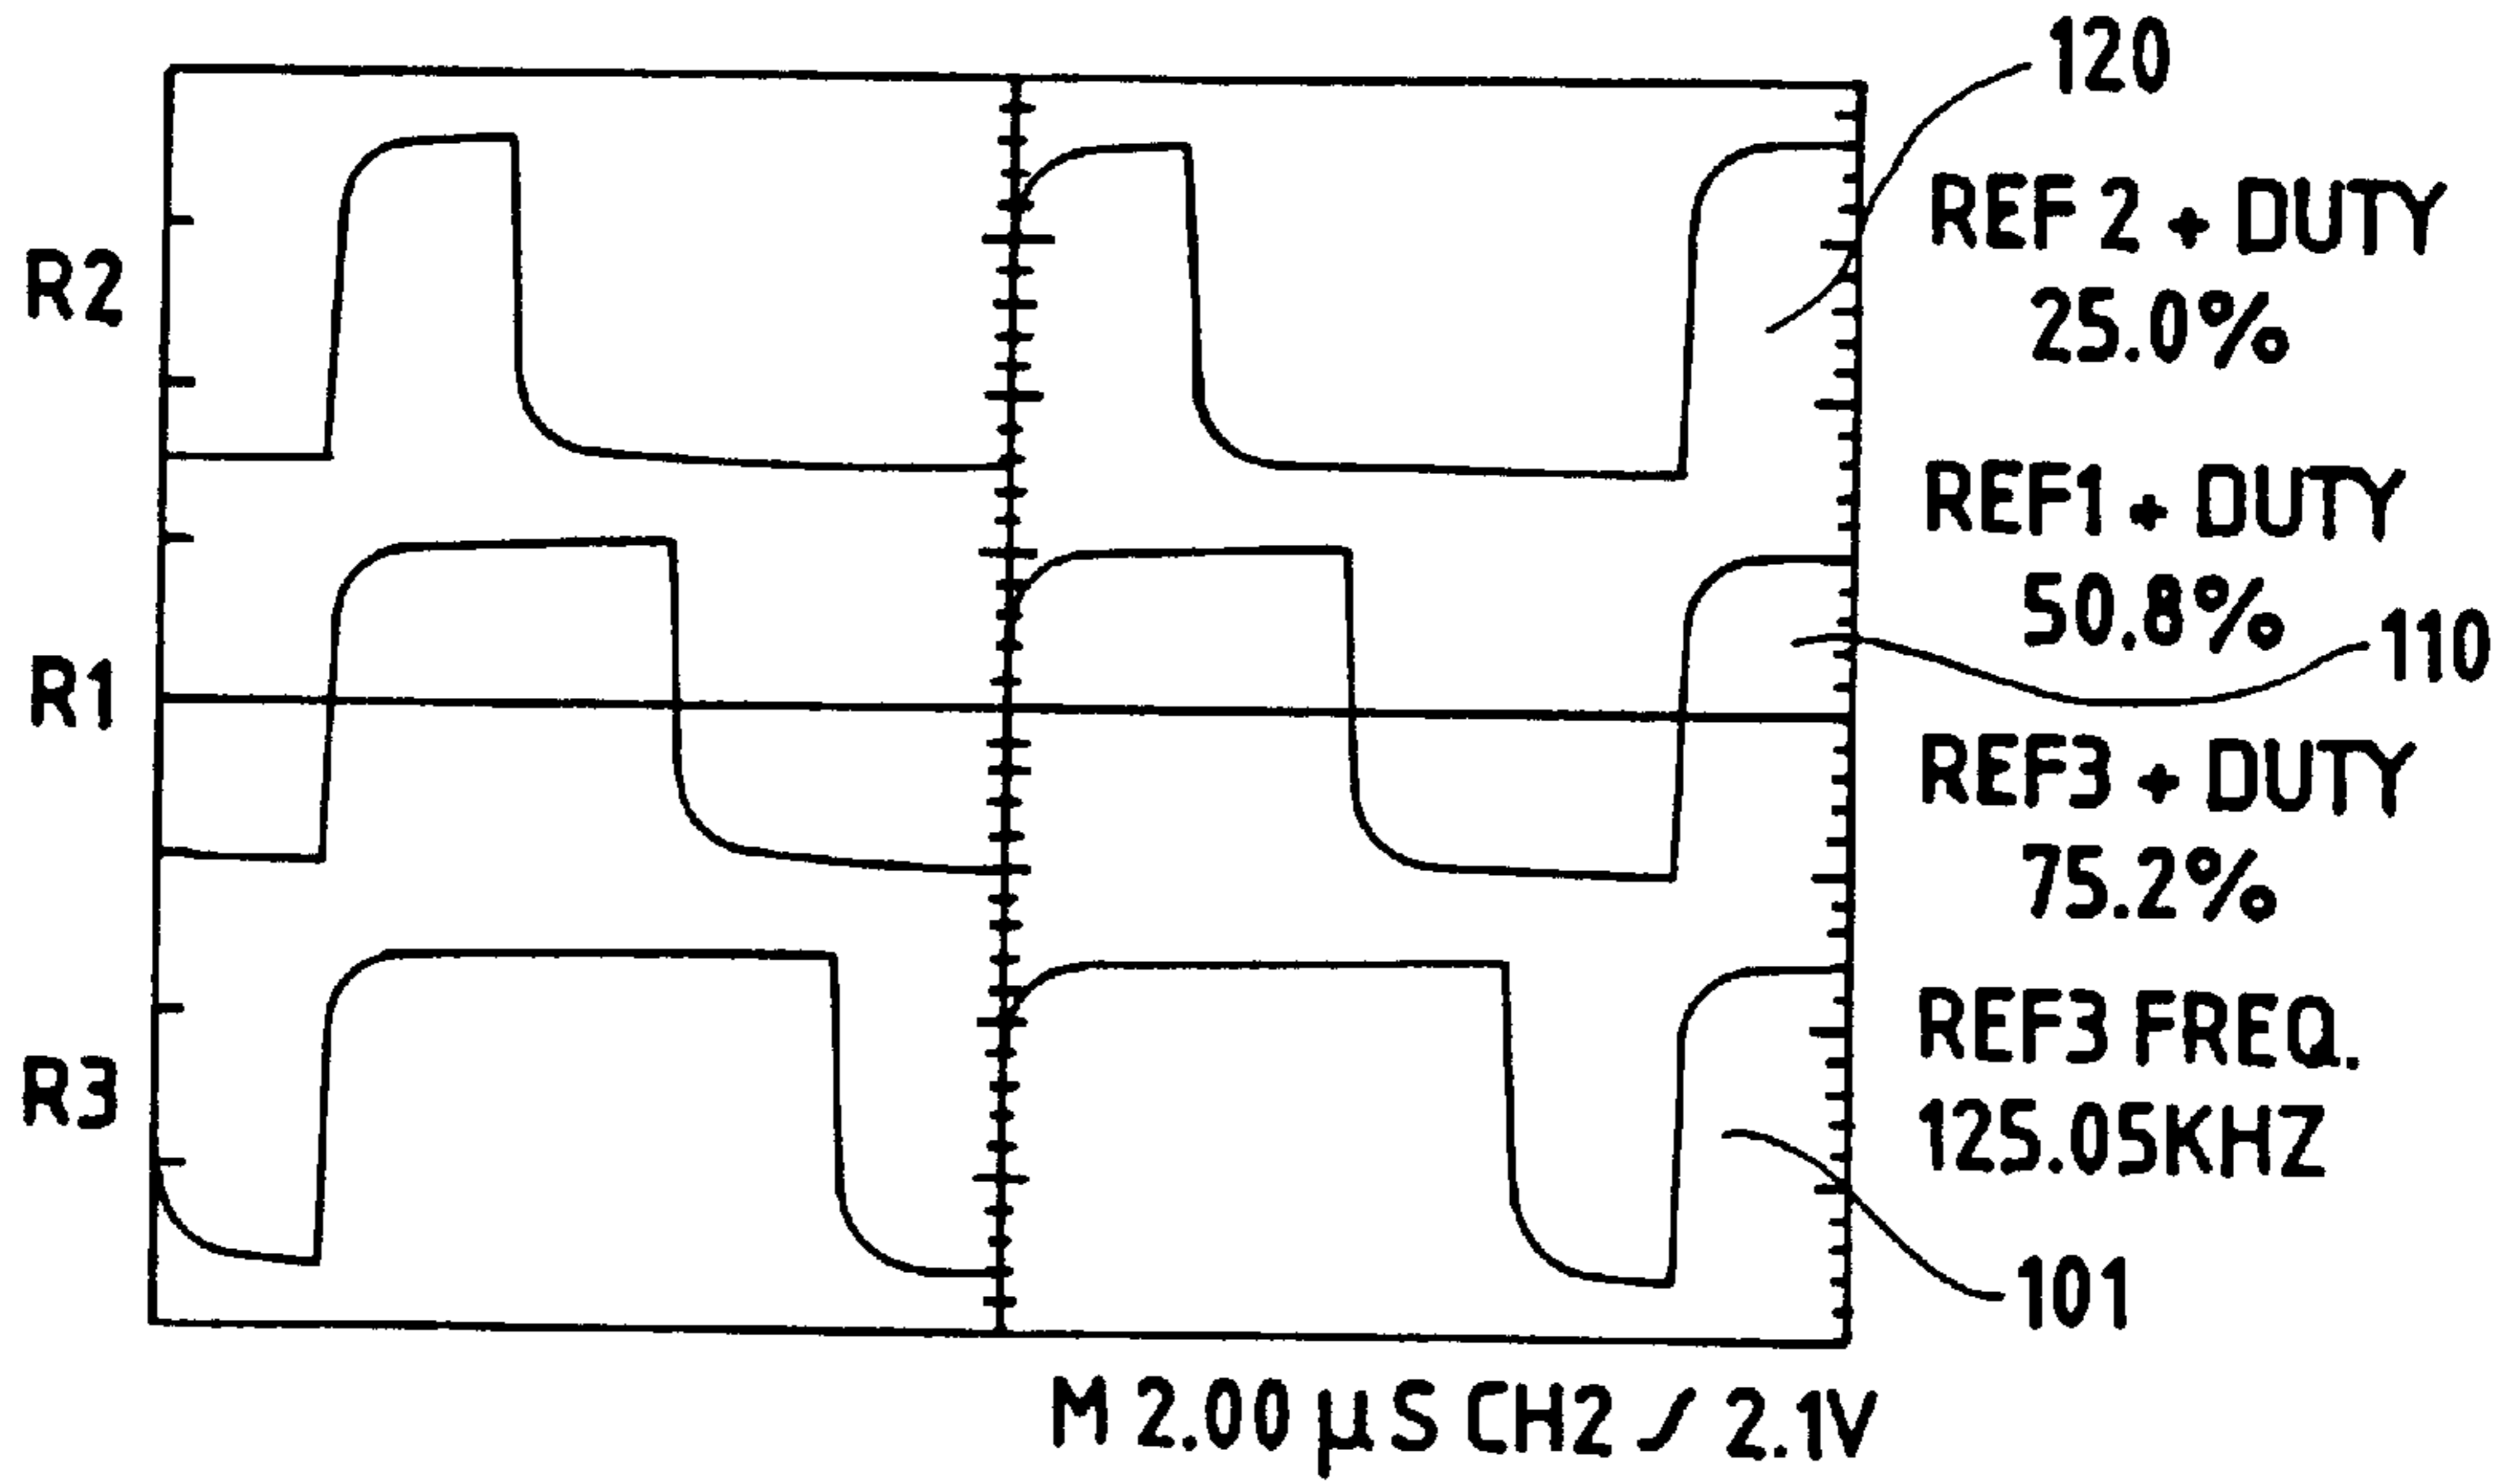 120
R2
REF 2 + DUTY
25.0%
REF1 + DUTY
50.8%
110
R1
REF3 + DUTY
75.2%
R3
REF3 FREQ.
125.05KHZ
101
M 2.00 µS CH2 / 2.1V